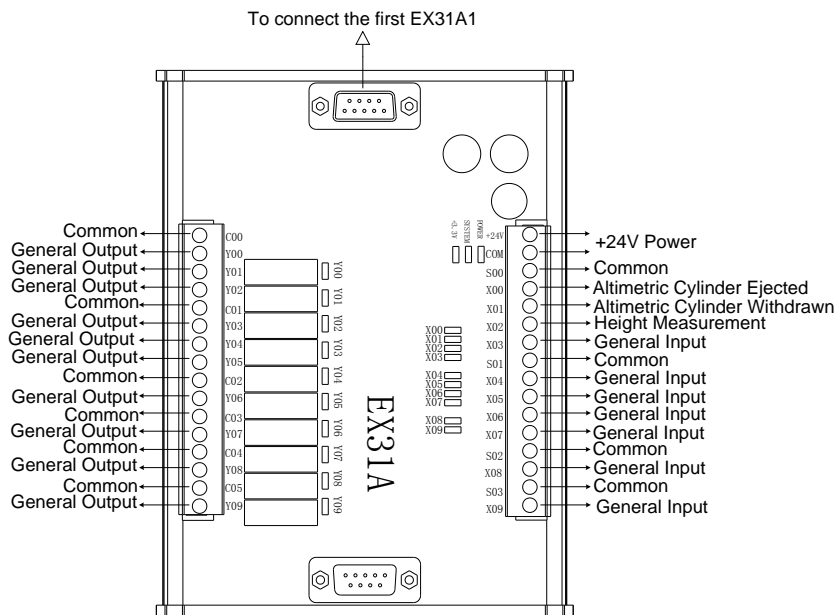 To connect the first EX31A1
Common
General Output
General Output
General Output
Common
General Output
General Output
General Output
Common
General Output
Common
General Output
Common
General Output
Common
General Output
C00
Y00
Y01
Y02
C01
Y03
Y04
Y05
C02
Y06
C03
Y07
C04
Y08
C05
Y09
Y00
Y01
Y02
Y03
Y04
Y05
Y06
Y07
Y08
Y09
EX31A
+3.3V
SYSTEM
POWER
X00
X01
X02
X03
X04
X05
X06
X07
X08
X09
+24V
COM
S00
X00
X01
X02
X03
S01
X04
X05
X06
X07
S02
X08
S03
X09
+24V Power
Common
Altimetric Cylinder Ejected
Altimetric Cylinder Withdrawn
Height Measurement
General Input
Common
General Input
General Input
General Input
General Input
Common
General Input
Common
General Input